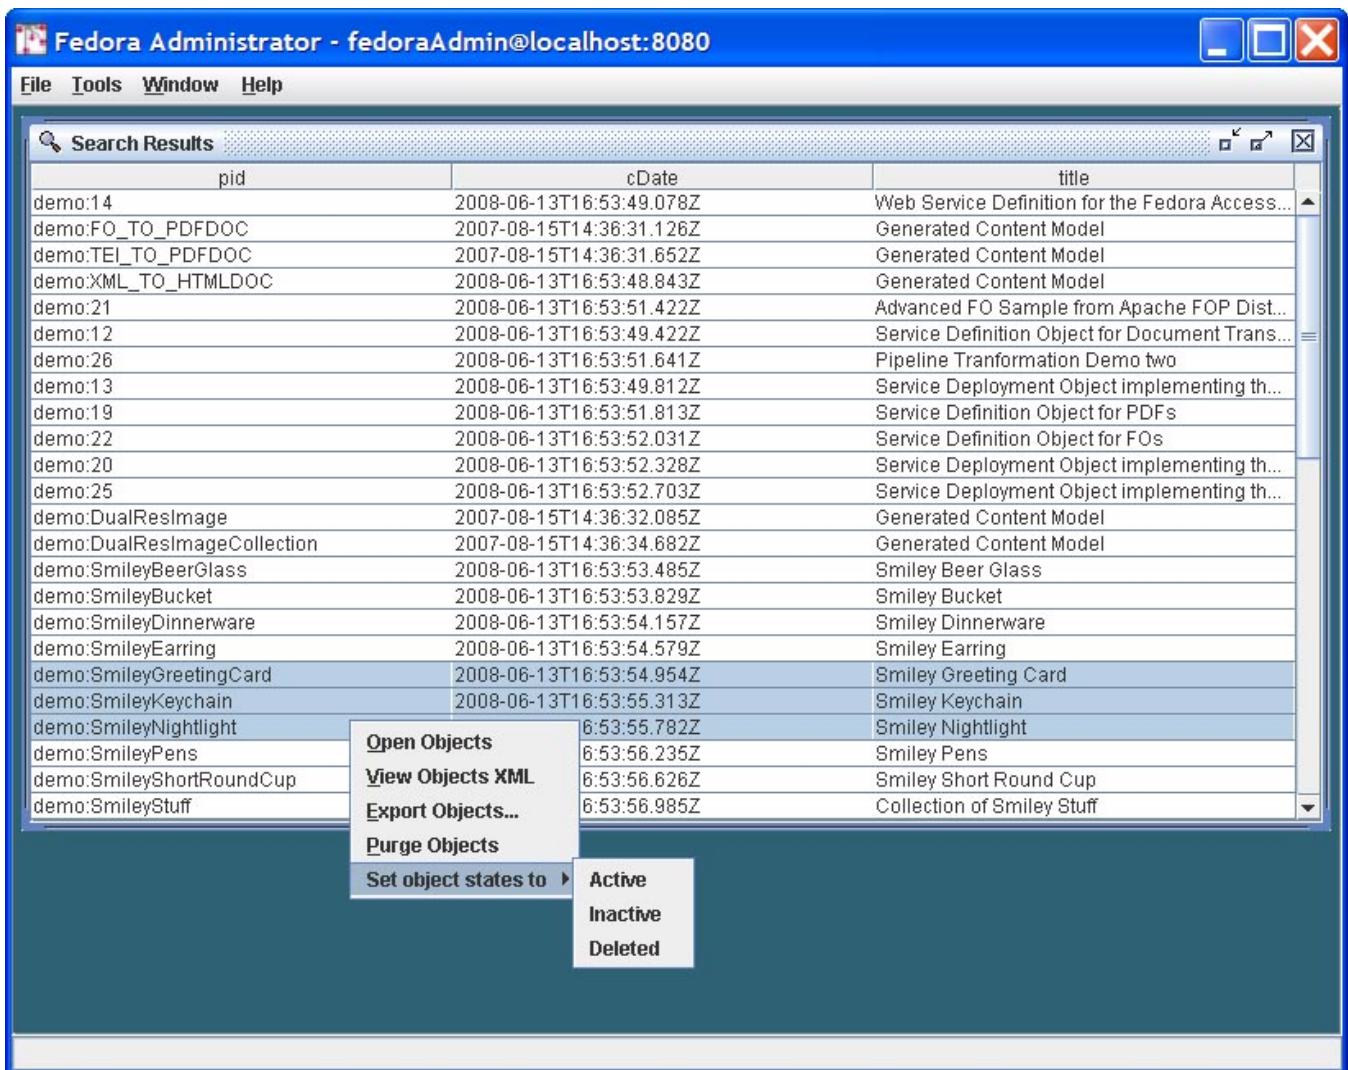 Fedora Administrator - fedoraAdmin@localhost:8080
File Tools Window Help
Search Results
pid cDate title
demo:14 2008-06-13T16:53:49.078Z Web Service Definition for the Fedora Access...
demo:FO_TO_PDFDOC 2007-08-15T14:36:31.126Z Generated Content Model
demo:TEI_TO_PDFDOC 2007-08-15T14:36:31.652Z Generated Content Model
demo:XML_TO_HTMLDOC 2008-06-13T16:53:48.843Z Generated Content Model
demo:21 2008-06-13T16:53:51.422Z Advanced FO Sample from Apache FOP Dist...
demo:12 2008-06-13T16:53:49.422Z Service Definition Object for Document Trans...
demo:26 2008-06-13T16:53:51.641Z Pipeline Tranformation Demo two
demo:13 2008-06-13T16:53:49.812Z Service Deployment Object implementing th...
demo:19 2008-06-13T16:53:51.813Z Service Definition Object for PDFs
demo:22 2008-06-13T16:53:52.031Z Service Definition Object for FOs
demo:20 2008-06-13T16:53:52.328Z Service Deployment Object implementing th...
demo:25 2008-06-13T16:53:52.703Z Service Deployment Object implementing th...
demo:DualResImage 2007-08-15T14:36:32.085Z Generated Content Model
demo:DualResImageCollection 2007-08-15T14:36:34.682Z Generated Content Model
demo:SmileyBeerGlass 2008-06-13T16:53:53.485Z Smiley Beer Glass
demo:SmileyBucket 2008-06-13T16:53:53.829Z Smiley Bucket
demo:SmileyDinnerware 2008-06-13T16:53:54.157Z Smiley Dinnerware
demo:SmileyEarring 2008-06-13T16:53:54.579Z Smiley Earring
demo:SmileyGreetingCard 2008-06-13T16:53:54.954Z Smiley Greeting Card
demo:SmileyKeychain 2008-06-13T16:53:55.313Z Smiley Keychain
demo:SmileyNightlight 6:53:55.782Z Smiley Nightlight
demo:SmileyPens 6:53:56.235Z Smiley Pens
demo:SmileyShortRoundCup 6:53:56.626Z Smiley Short Round Cup
demo:SmileyStuff 6:53:56.985Z Collection of Smiley Stuff
Open Objects
View Objects XML
Export Objects...
Purge Objects
Set object states to
Active
Inactive
Deleted